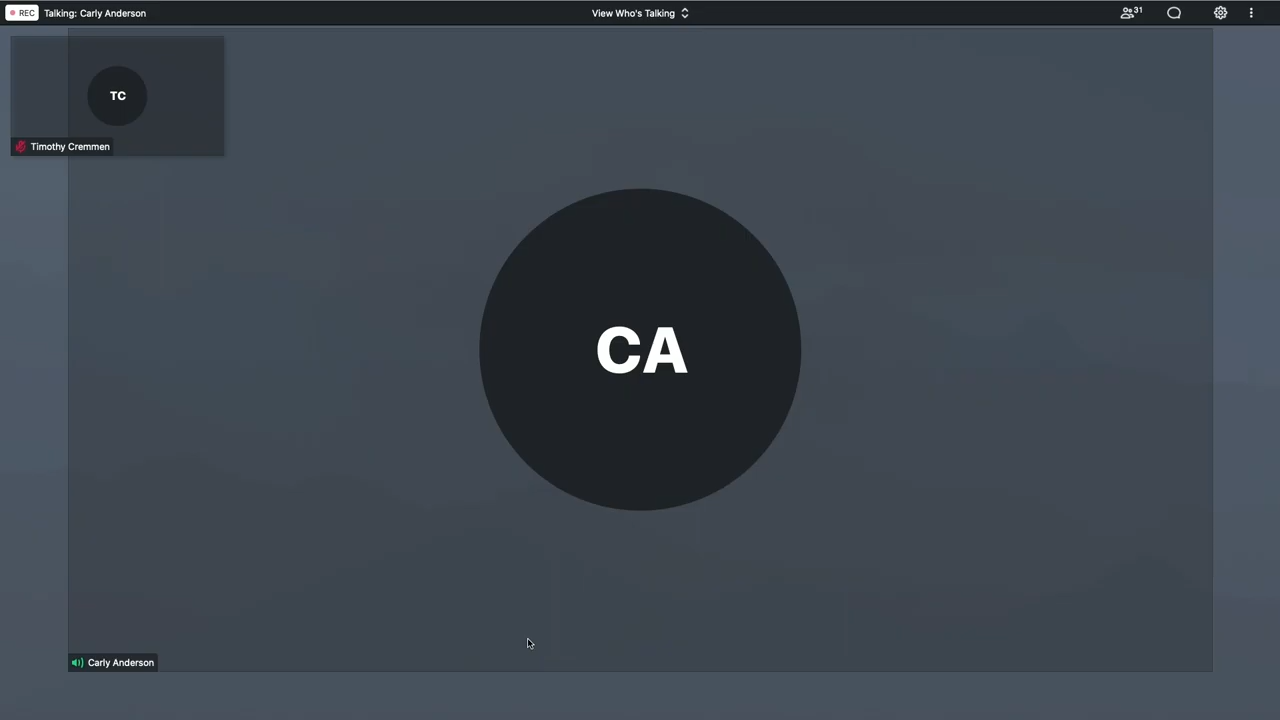 REC Talking: Carly Anderson View Who's Talking 31
TC
Timothy Cremmen
CA
Carly Anderson